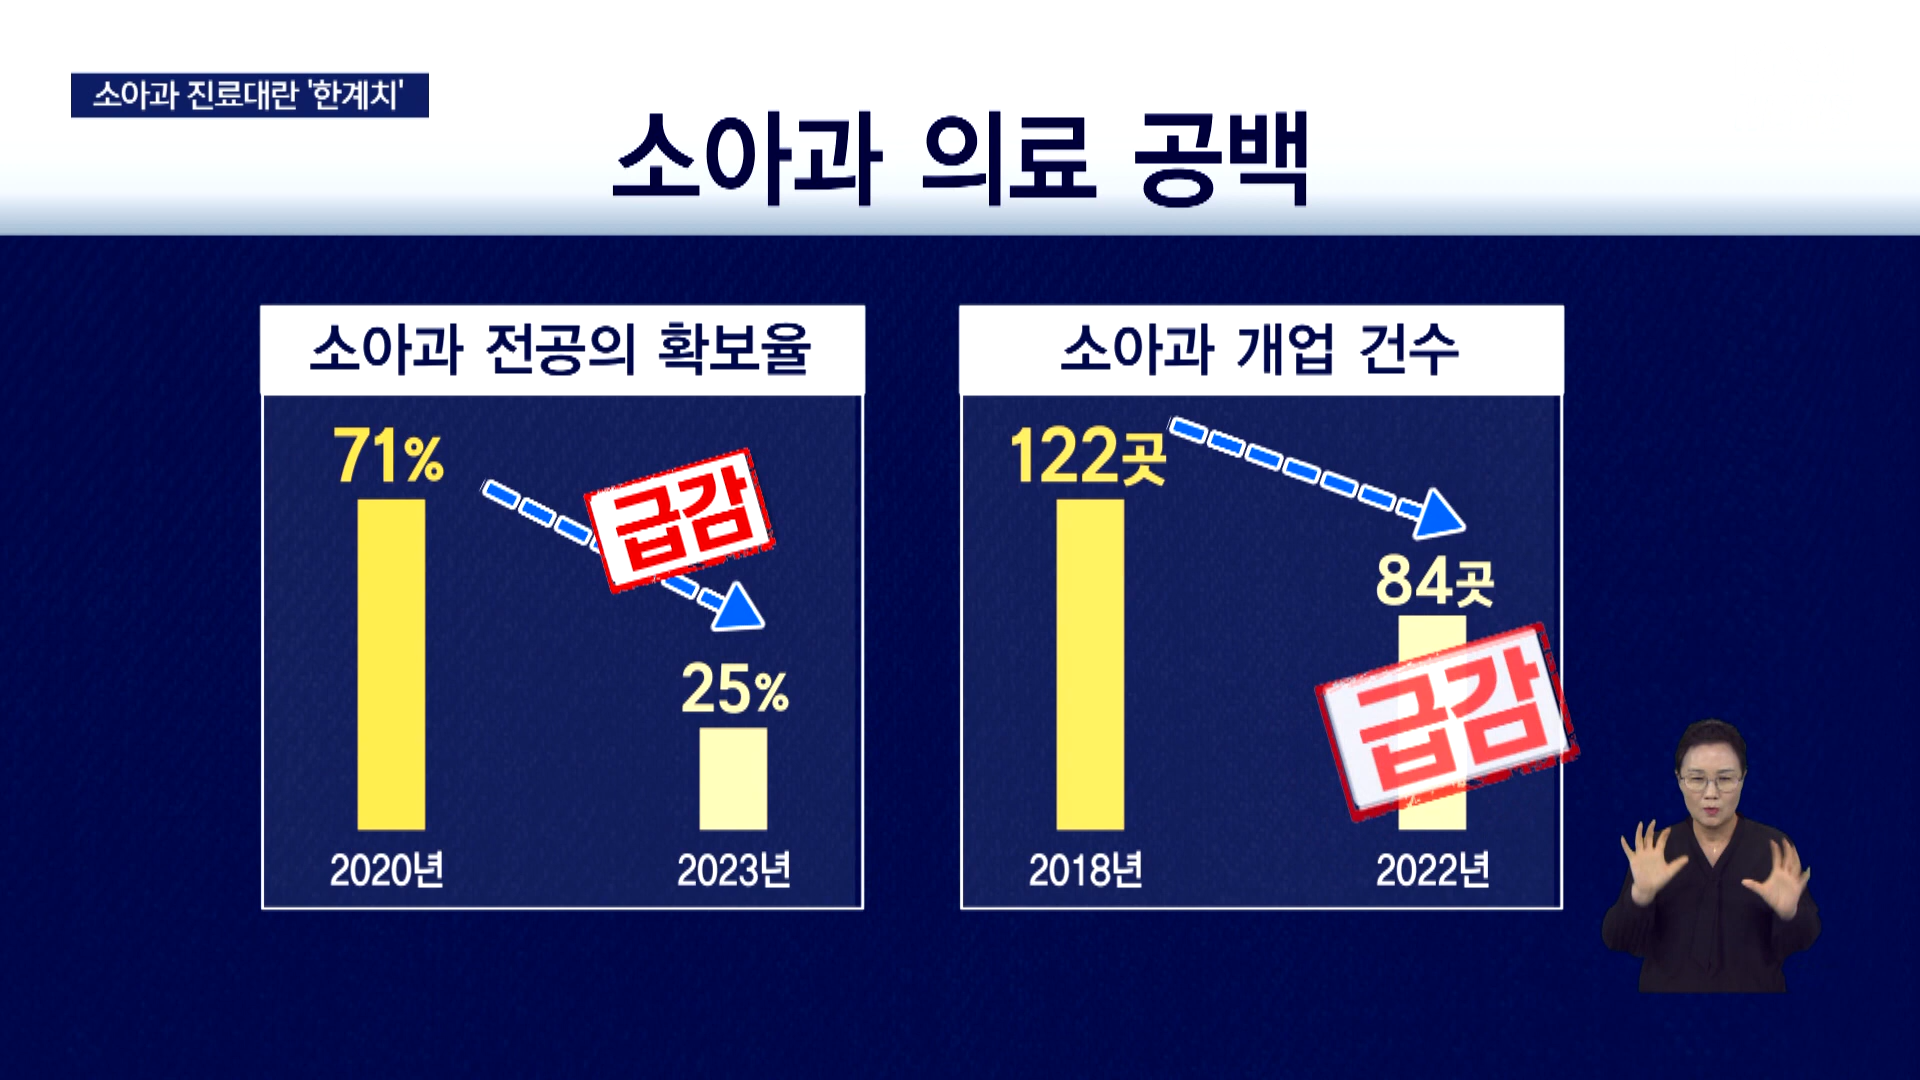 소아과 진료대란 '한계치'
소아과 의료 공백
소아과 전공의 확보율
71%
급감
25%
2020년
2023년
소아과 개업 건수
122곳
84곳
급감
2018년
2022년